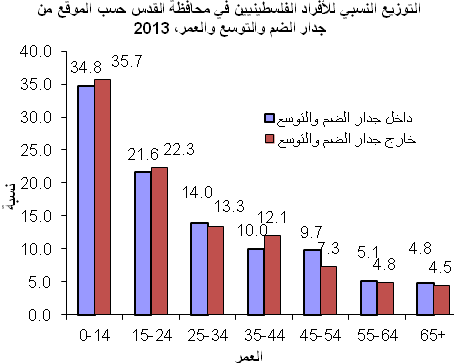 التوزيع النسبي للأفراد الفلسطينيين في محافظة القدس حسب الموقع من
جدار الضم والتوسع والعمر، 2013
40.0
35.0
30.0
25.0
20.0
15.0
10.0
5.0
0.0
نسبة
34.8 35.7
21.6 22.3
14.0 13.3
10.0 12.1
9.7 7.3
5.1 4.8
4.8 4.5
داخل جدار الضم والتوسع
خارج جدار الضم والتوسع
0-14 15-24 25-34 35-44 45-54 55-64 65+
العمر